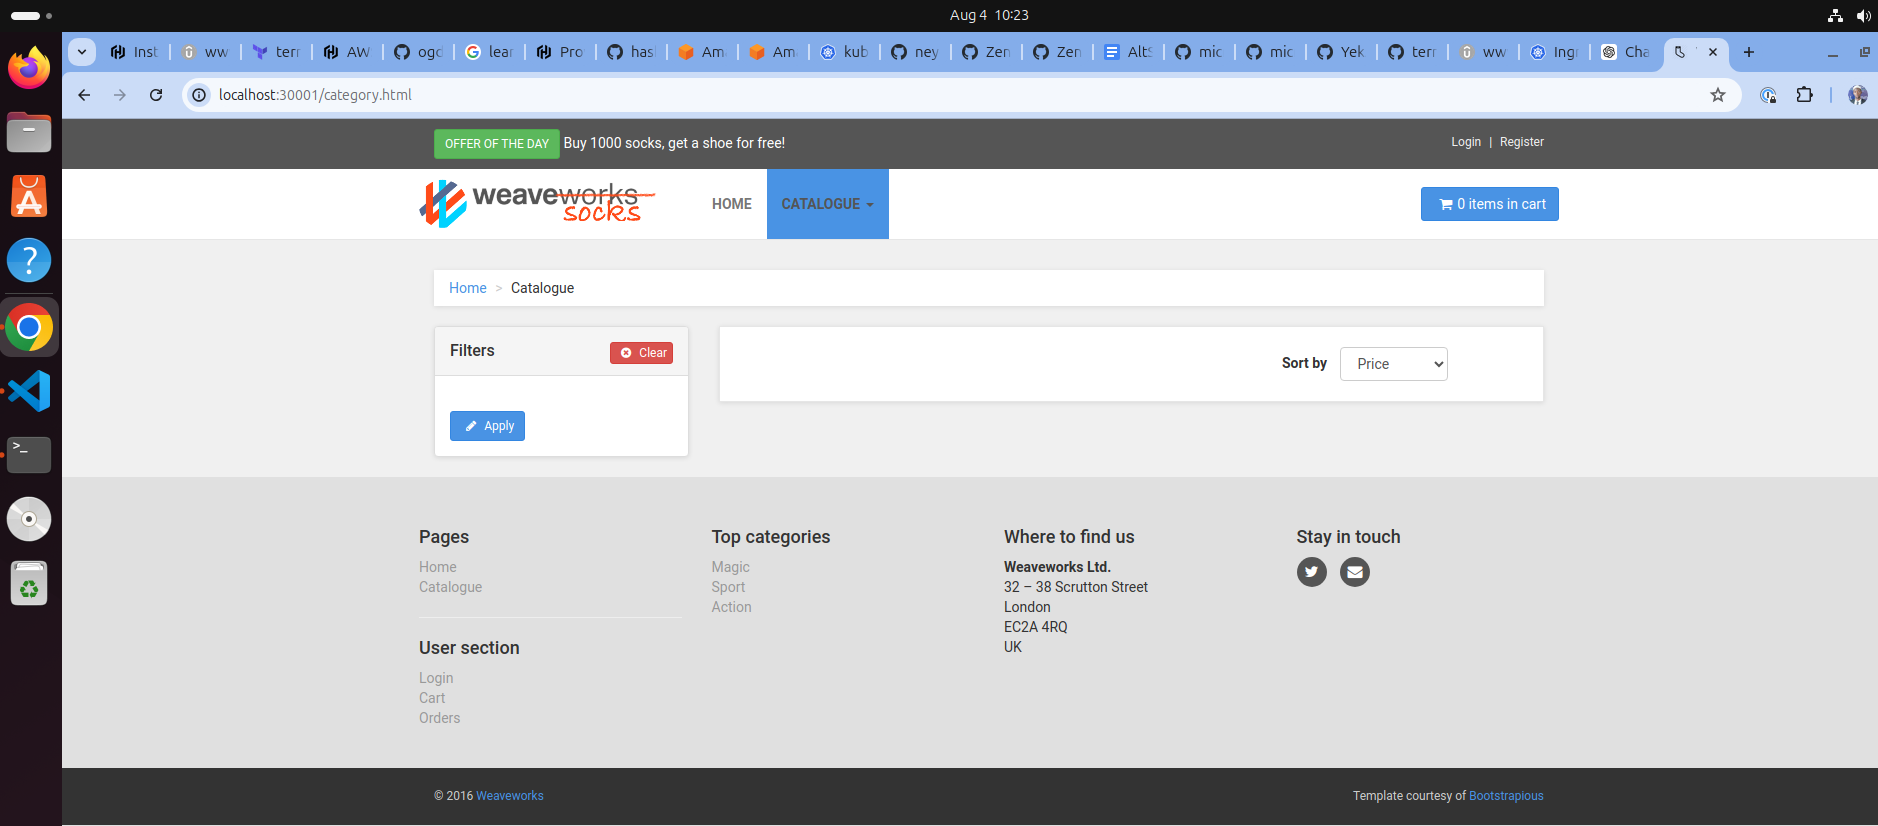 Aug 4 10:23
Inst
ww
terr
AW
ogd
lear
Pro
has
Am
Am
kub
ney
Zen
Zen
AltS
mic
mic
Yek
terr
ww
Ingr
Cha
localhost:30001/category.html
OFFER OF THE DAY Buy 1000 socks, get a shoe for free!
Login | Register
weaveworks
socks
HOME
CATALOGUE
0 items in cart
Home > Catalogue
Filters
Clear
Apply
Sort by Price
Pages
Home
Catalogue
User section
Login
Cart
Orders
Top categories
Magic
Sport
Action
Where to find us
Weaveworks Ltd.
32 – 38 Scrutton Street
London
EC2A 4RQ
UK
Stay in touch
© 2016 Weaveworks
Template courtesy of Bootstrapious